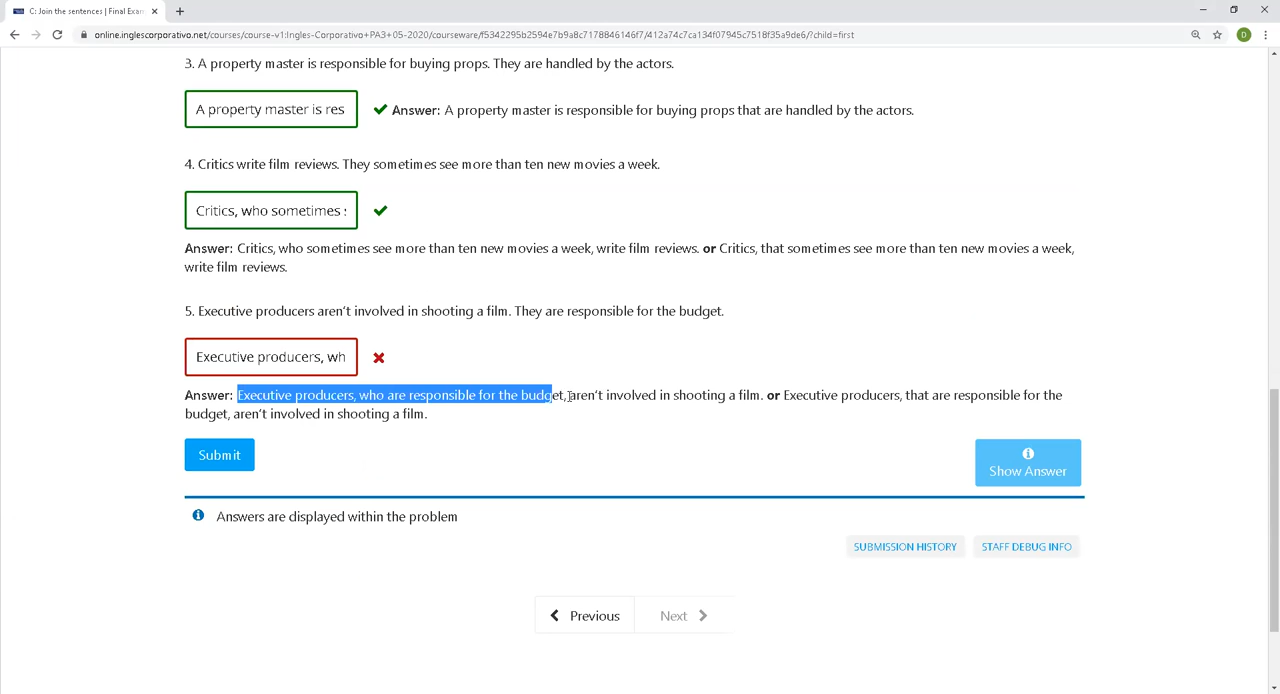 C: Join the sentences | Final Exam
online.inglescorporativo.net/courses/course-v1:Ingles-Corporativo+PA3+05-2020/courseware/f5342295b2594e7b9a8c7178846146f7/412a74c7ca134f07945c7518f35a9de6/?child=first
D
3. A property master is responsible for buying props. They are handled by the actors.
A property master is res
Answer: A property master is responsible for buying props that are handled by the actors.
4. Critics write film reviews. They sometimes see more than ten new movies a week.
Critics, who sometimes
Answer: Critics, who sometimes see more than ten new movies a week, write film reviews. or Critics, that sometimes see more than ten new movies a week,
write film reviews.
5. Executive producers aren't involved in shooting a film. They are responsible for the budget.
Executive producers, wh
Answer: Executive producers, who are responsible for the budget, aren't involved in shooting a film. or Executive producers, that are responsible for the
budget, aren't involved in shooting a film.
Submit
Show Answer
Answers are displayed within the problem
SUBMISSION HISTORY
STAFF DEBUG INFO
Previous
Next